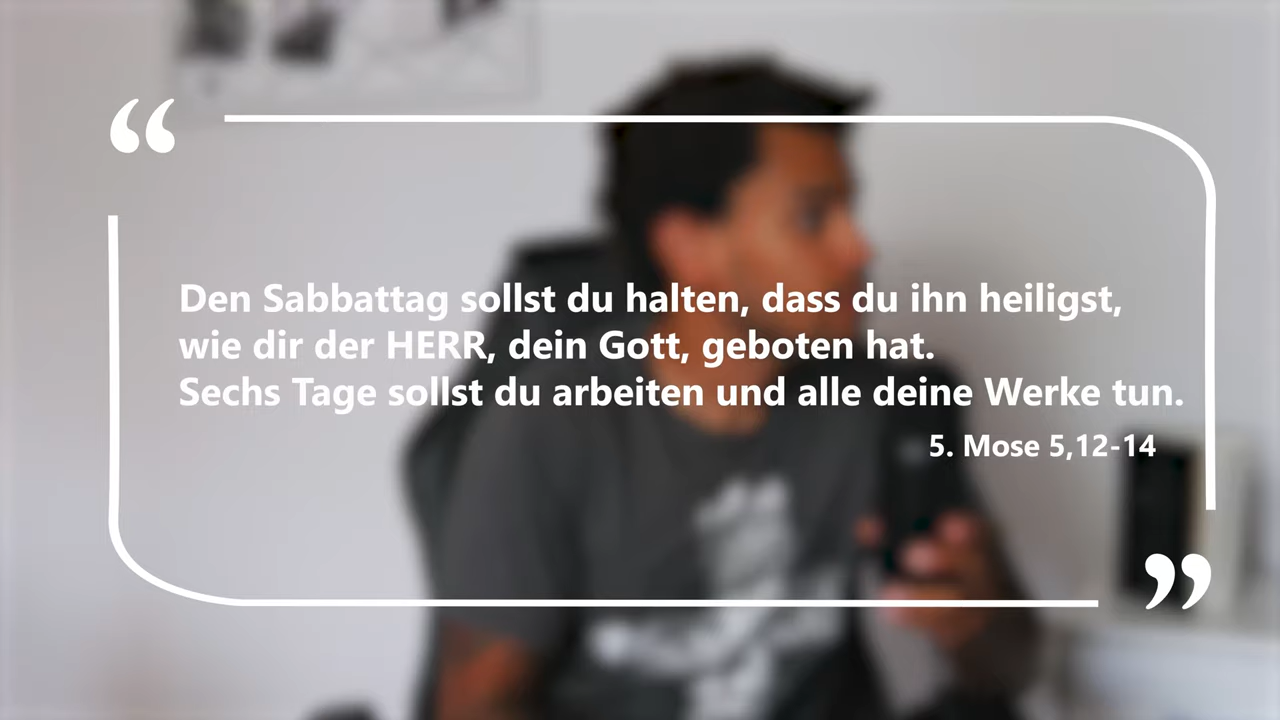 Den Sabbattag sollst du halten, dass du ihn heiligst,
wie dir der HERR, dein Gott, geboten hat.
Sechs Tage sollst du arbeiten und alle deine Werke tun.
5. Mose 5,12-14